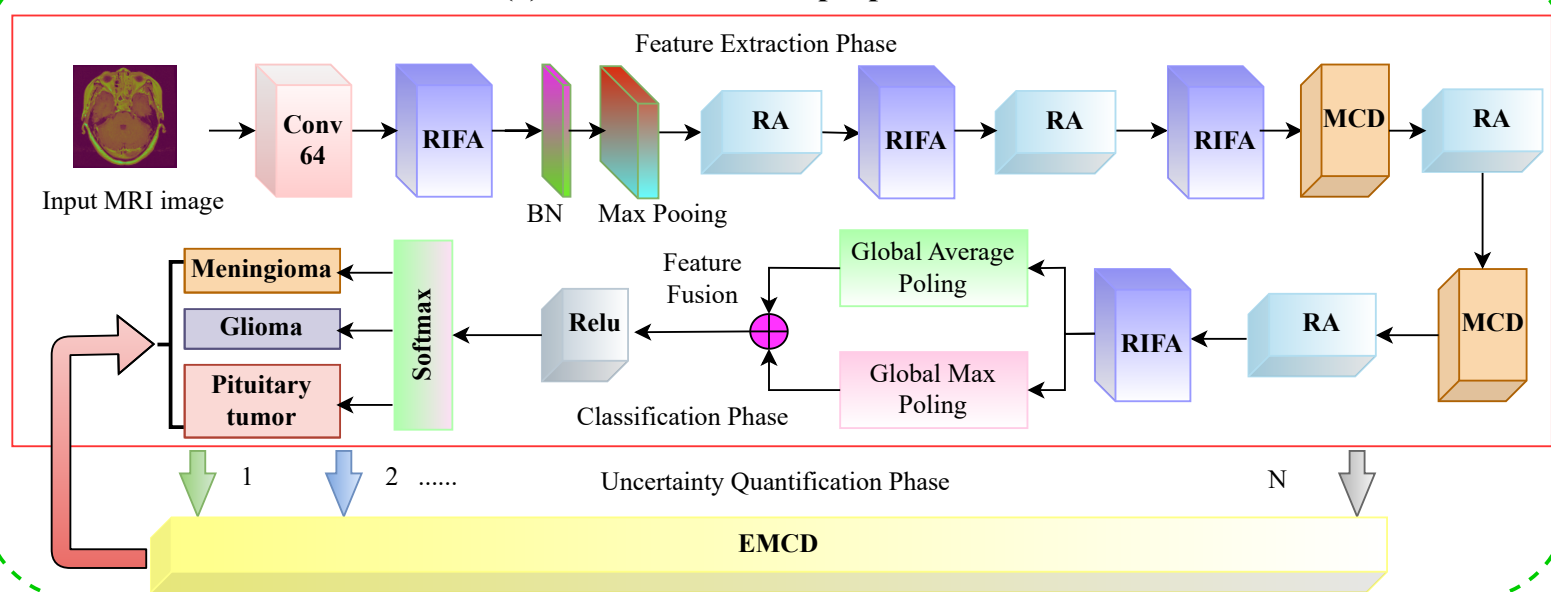 Feature Extraction Phase
Input MRI image
Conv
64
RIFA
BN
Max Pooing
RA
RIFA
RA
RIFA
MCD
RA
Meningioma
Glioma
Pituitary
tumor
Softmax
Relu
Feature
Fusion
Global Average
Poling
Global Max
Poling
RIFA
RA
MCD
Classification Phase
1
2 ......
Uncertainty Quantification Phase
N
EMCD